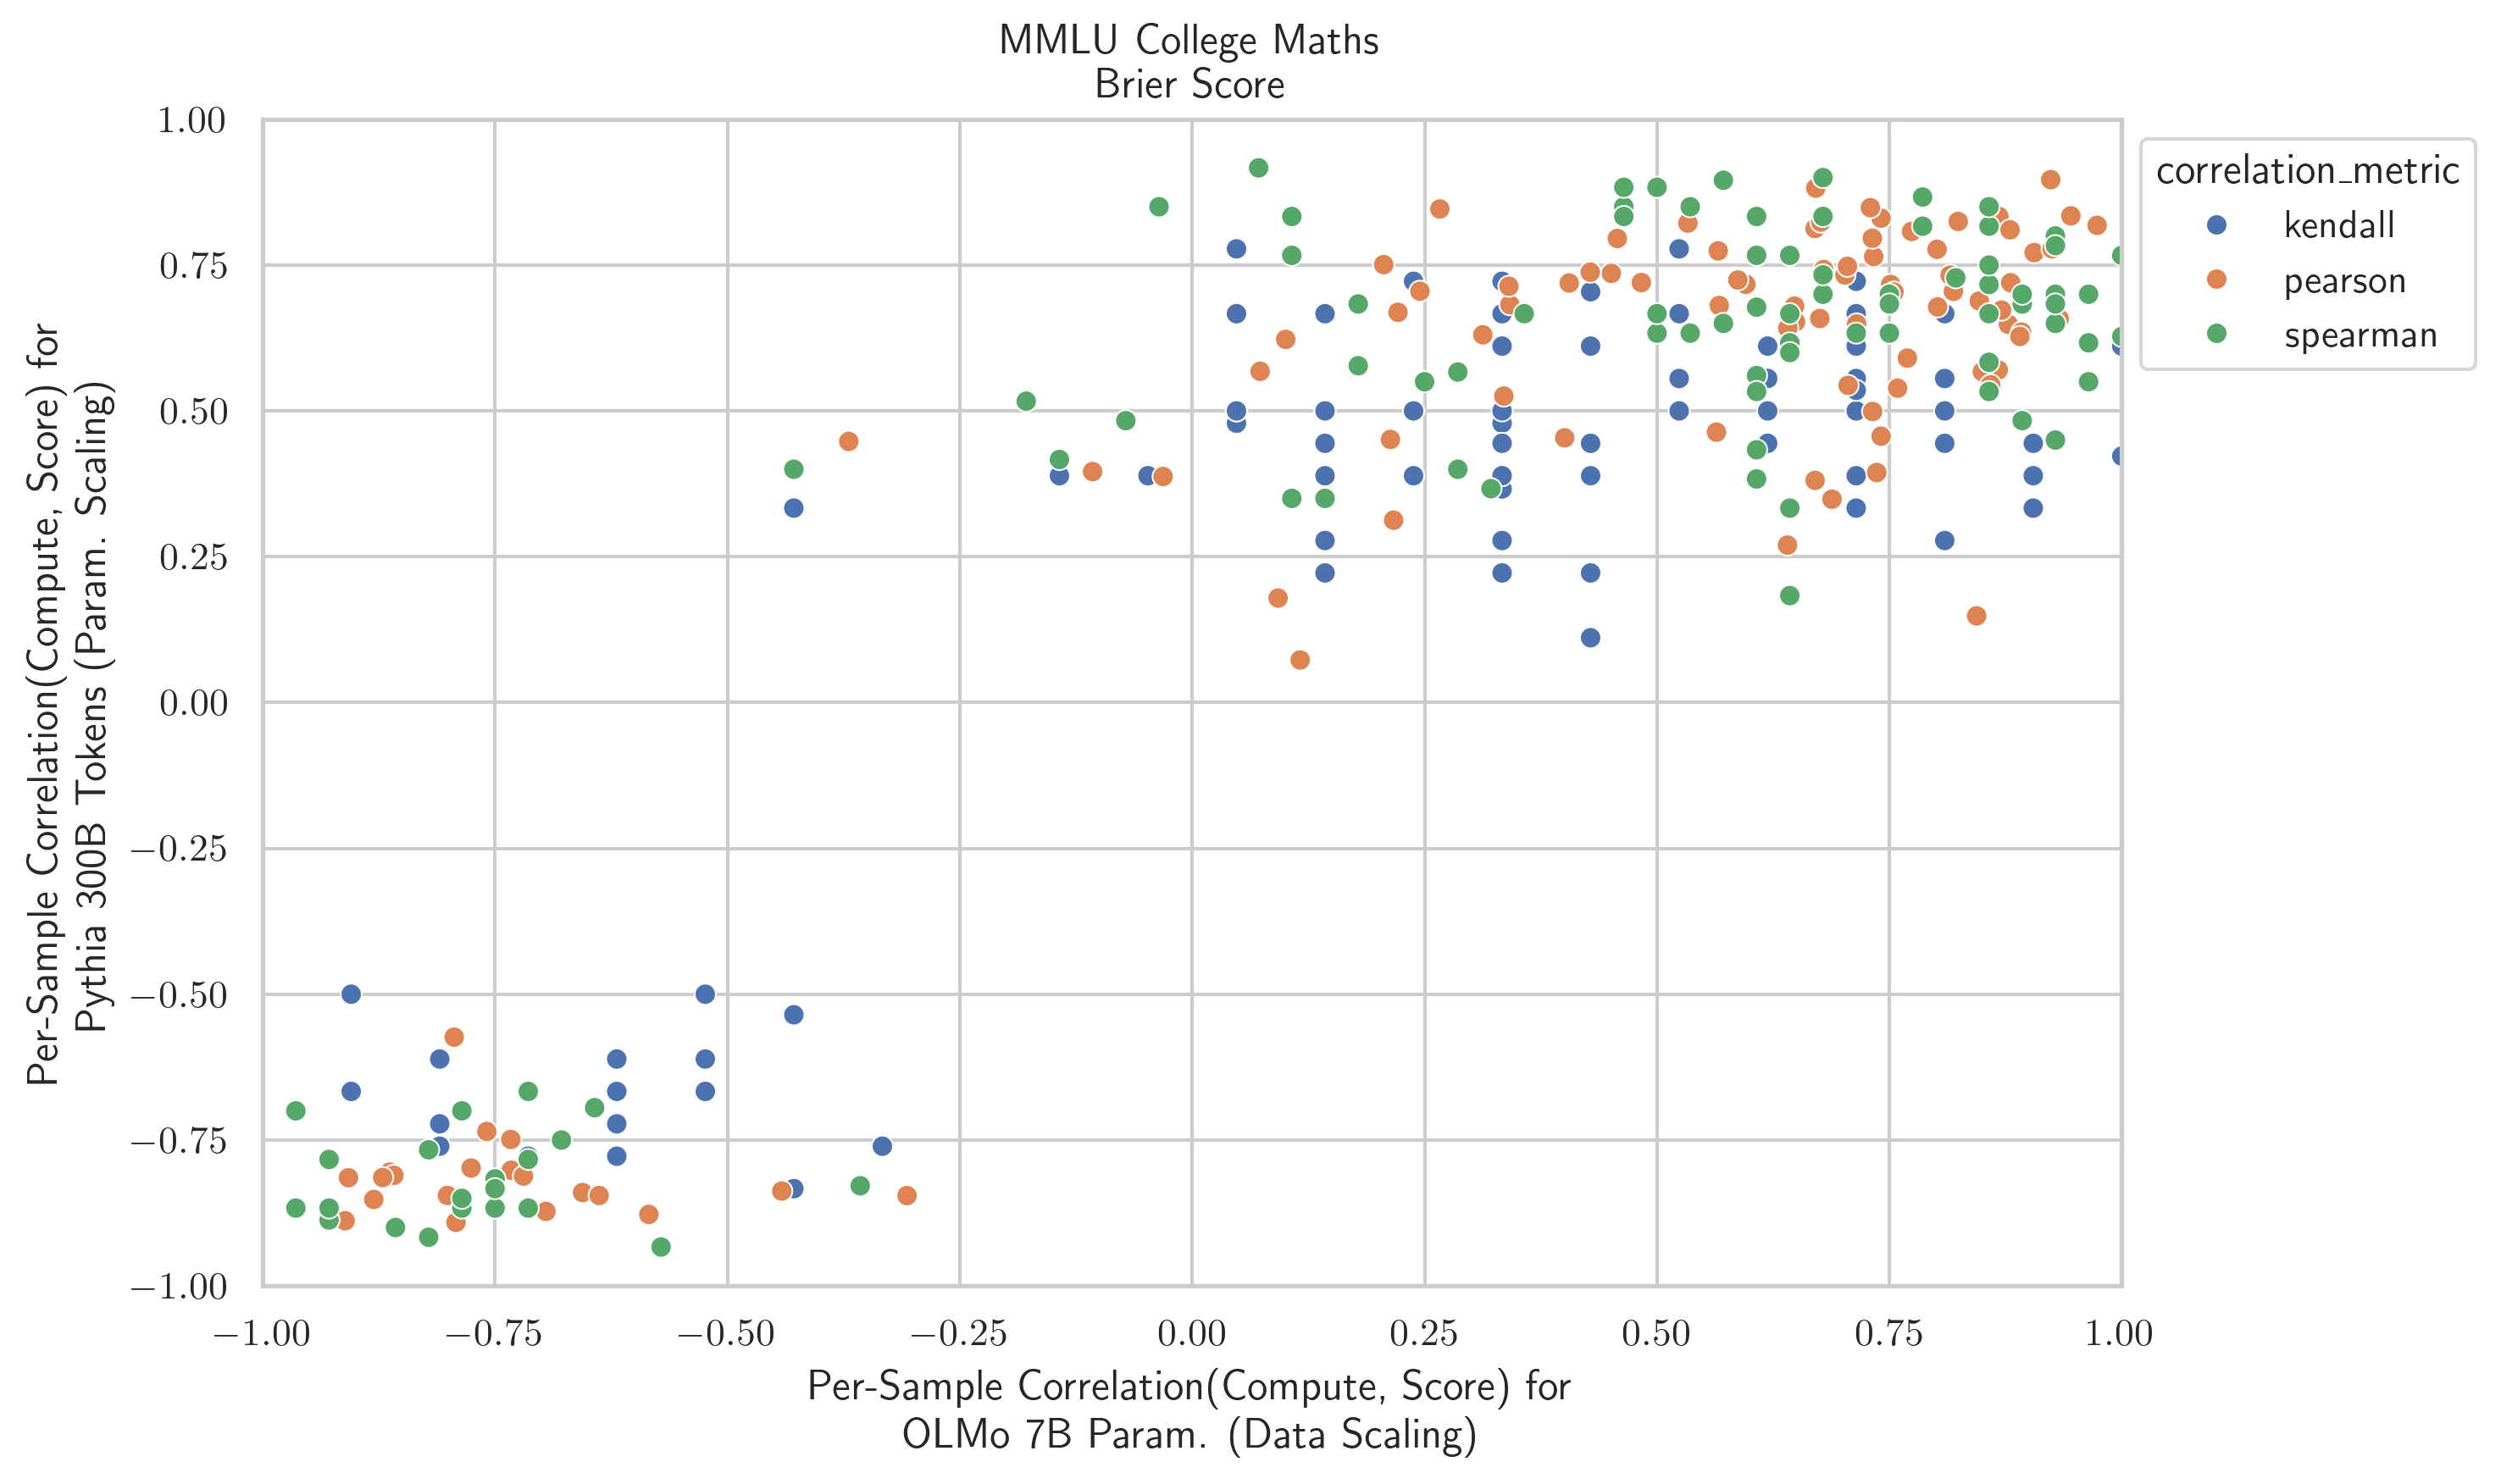 MMLU College Maths
Brier Score
1.00
0.75
0.50
0.25
0.00
−0.25
−0.50
−0.75
−1.00
Per-Sample Correlation(Compute, Score) for
Pythia 300B Tokens (Param. Scaling)
−1.00 −0.75 −0.50 −0.25 0.00 0.25 0.50 0.75 1.00
Per-Sample Correlation(Compute, Score) for
OLMo 7B Param. (Data Scaling)
correlation_metric
kendall
pearson
spearman